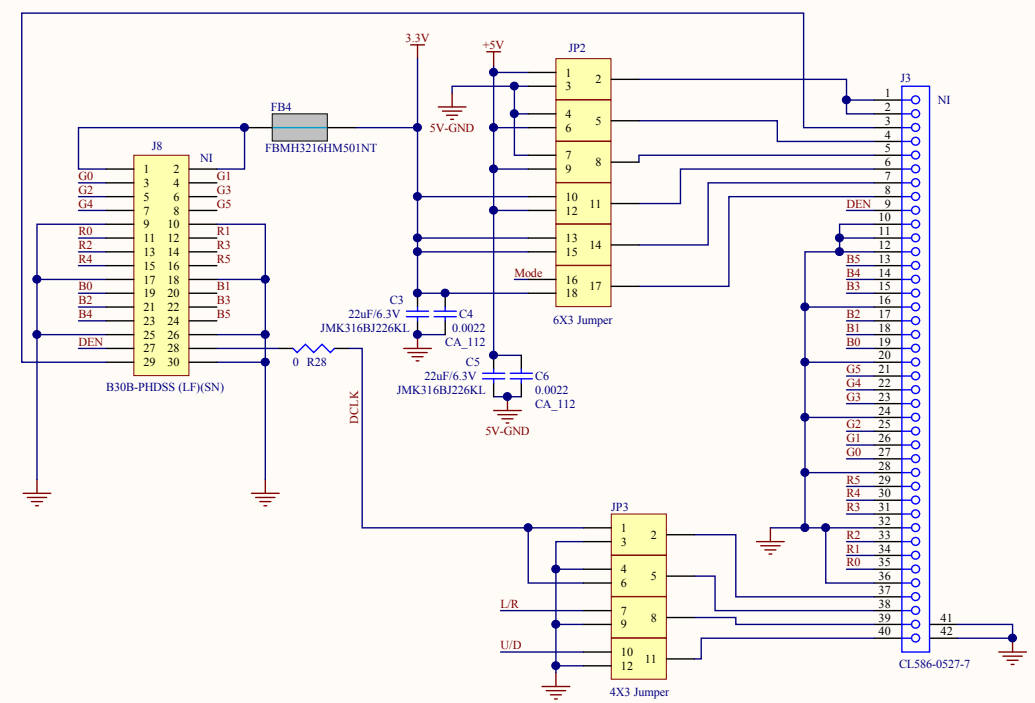 3.3V
+5V
JP2
J3
NI
FB4
FBMH3216HM501NT
5V-GND
J8
NI
1 2
3 4
5 6
7 8
9 10
11 12
13 14
15 16
17 18
19 20
21 22
23 24
25 26
27 28
29 30
G0 G1
G2 G3
G4 G5
R0 R1
R2 R3
R4 R5
B0 B1
B2 B3
B4 B5
DEN
B30B-PHDSS (LF)(SN)
0 R28
DCLK
1 2
3
4 5
6
7 8
9
10 11
12
13 14
15
Mode
16 17
18
6X3 Jumper
C3
22uF/6.3V
JMK316BJ226KL
C4
0.0022
CA_112
C5
22uF/6.3V
JMK316BJ226KL
C6
0.0022
CA_112
5V-GND
JP3
1 2
3
4 5
6
L/R
7 8
9
U/D
10 11
12
4X3 Jumper
1
2
3
4
5
6
7
8
DEN 9
10
11
12
B5 13
B4 14
B3 15
16
B2 17
B1 18
B0 19
20
G5 21
G4 22
G3 23
24
G2 25
G1 26
G0 27
28
R5 29
R4 30
R3 31
32
R2 33
R1 34
R0 35
36
37
38
39
40
41
42
CL586-0527-7